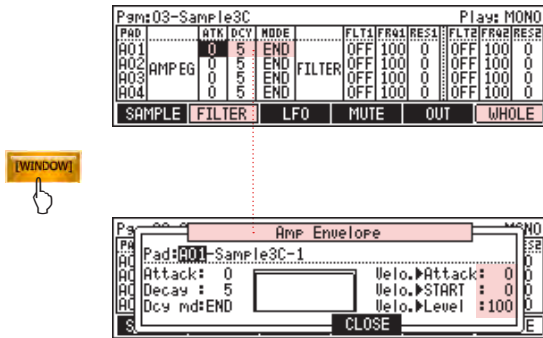 Pgm:03-Sample3C Play: MONO
PAD ATK DCY MODE FLT1 FRQ1 RES1 FLT2 FRQ2 RES2
A01 0 5 END OFF 100 0 OFF 100 0
A02 AMP EG 0 5 END FILTER OFF 100 0 OFF 100 0
A03 0 5 END OFF 100 0 OFF 100 0
A04 0 5 END OFF 100 0 OFF 100 0
SAMPLE FILTER LFO MUTE OUT WHOLE
[WINDOW]
Amp Envelope
Pad:A01-Sample3C-1
Attack: 0 Velo.▶Attack: 0
Decay : 5 Velo.▶START : 0
Dcy md:END Velo.▶Level :100
CLOSE